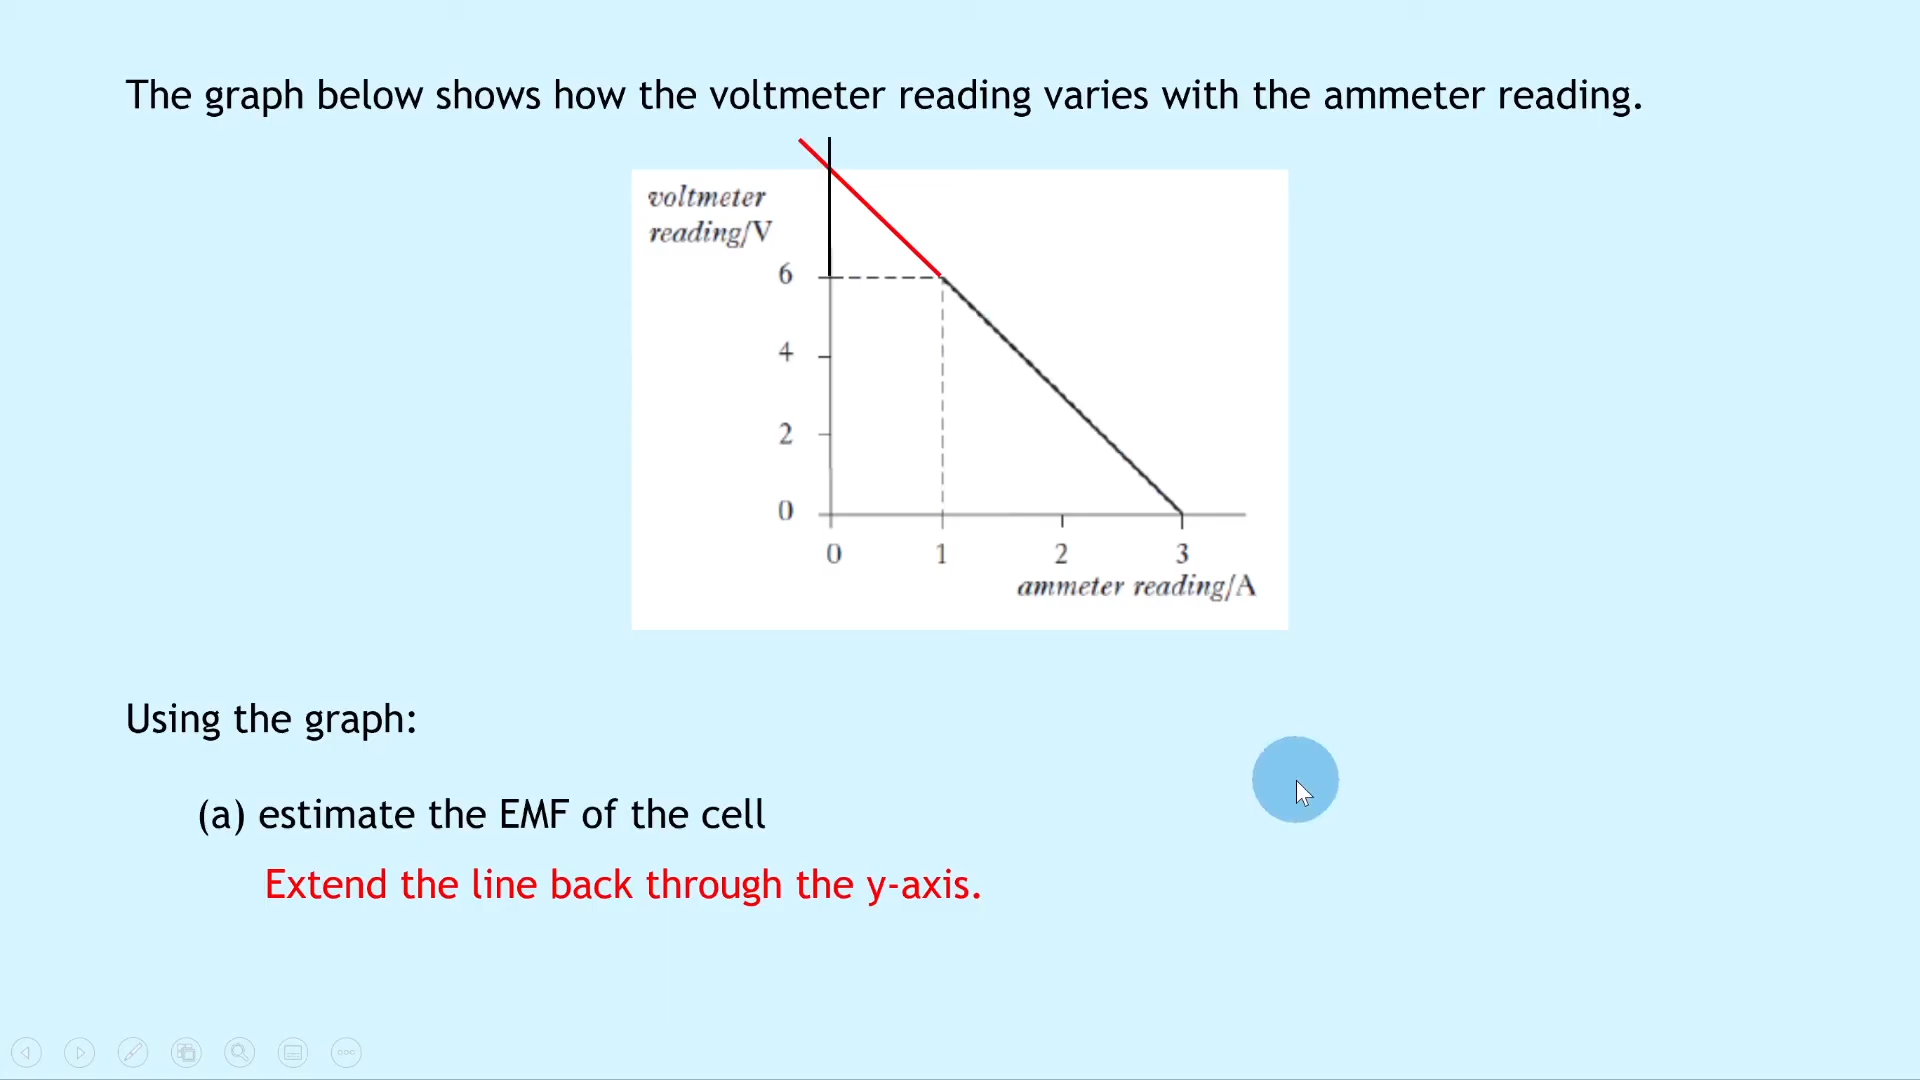 The graph below shows how the voltmeter reading varies with the ammeter reading.
voltmeter
reading/V
6
4
2
0
0 1 2 3
ammeter reading/A
Using the graph:
(a) estimate the EMF of the cell
Extend the line back through the y-axis.